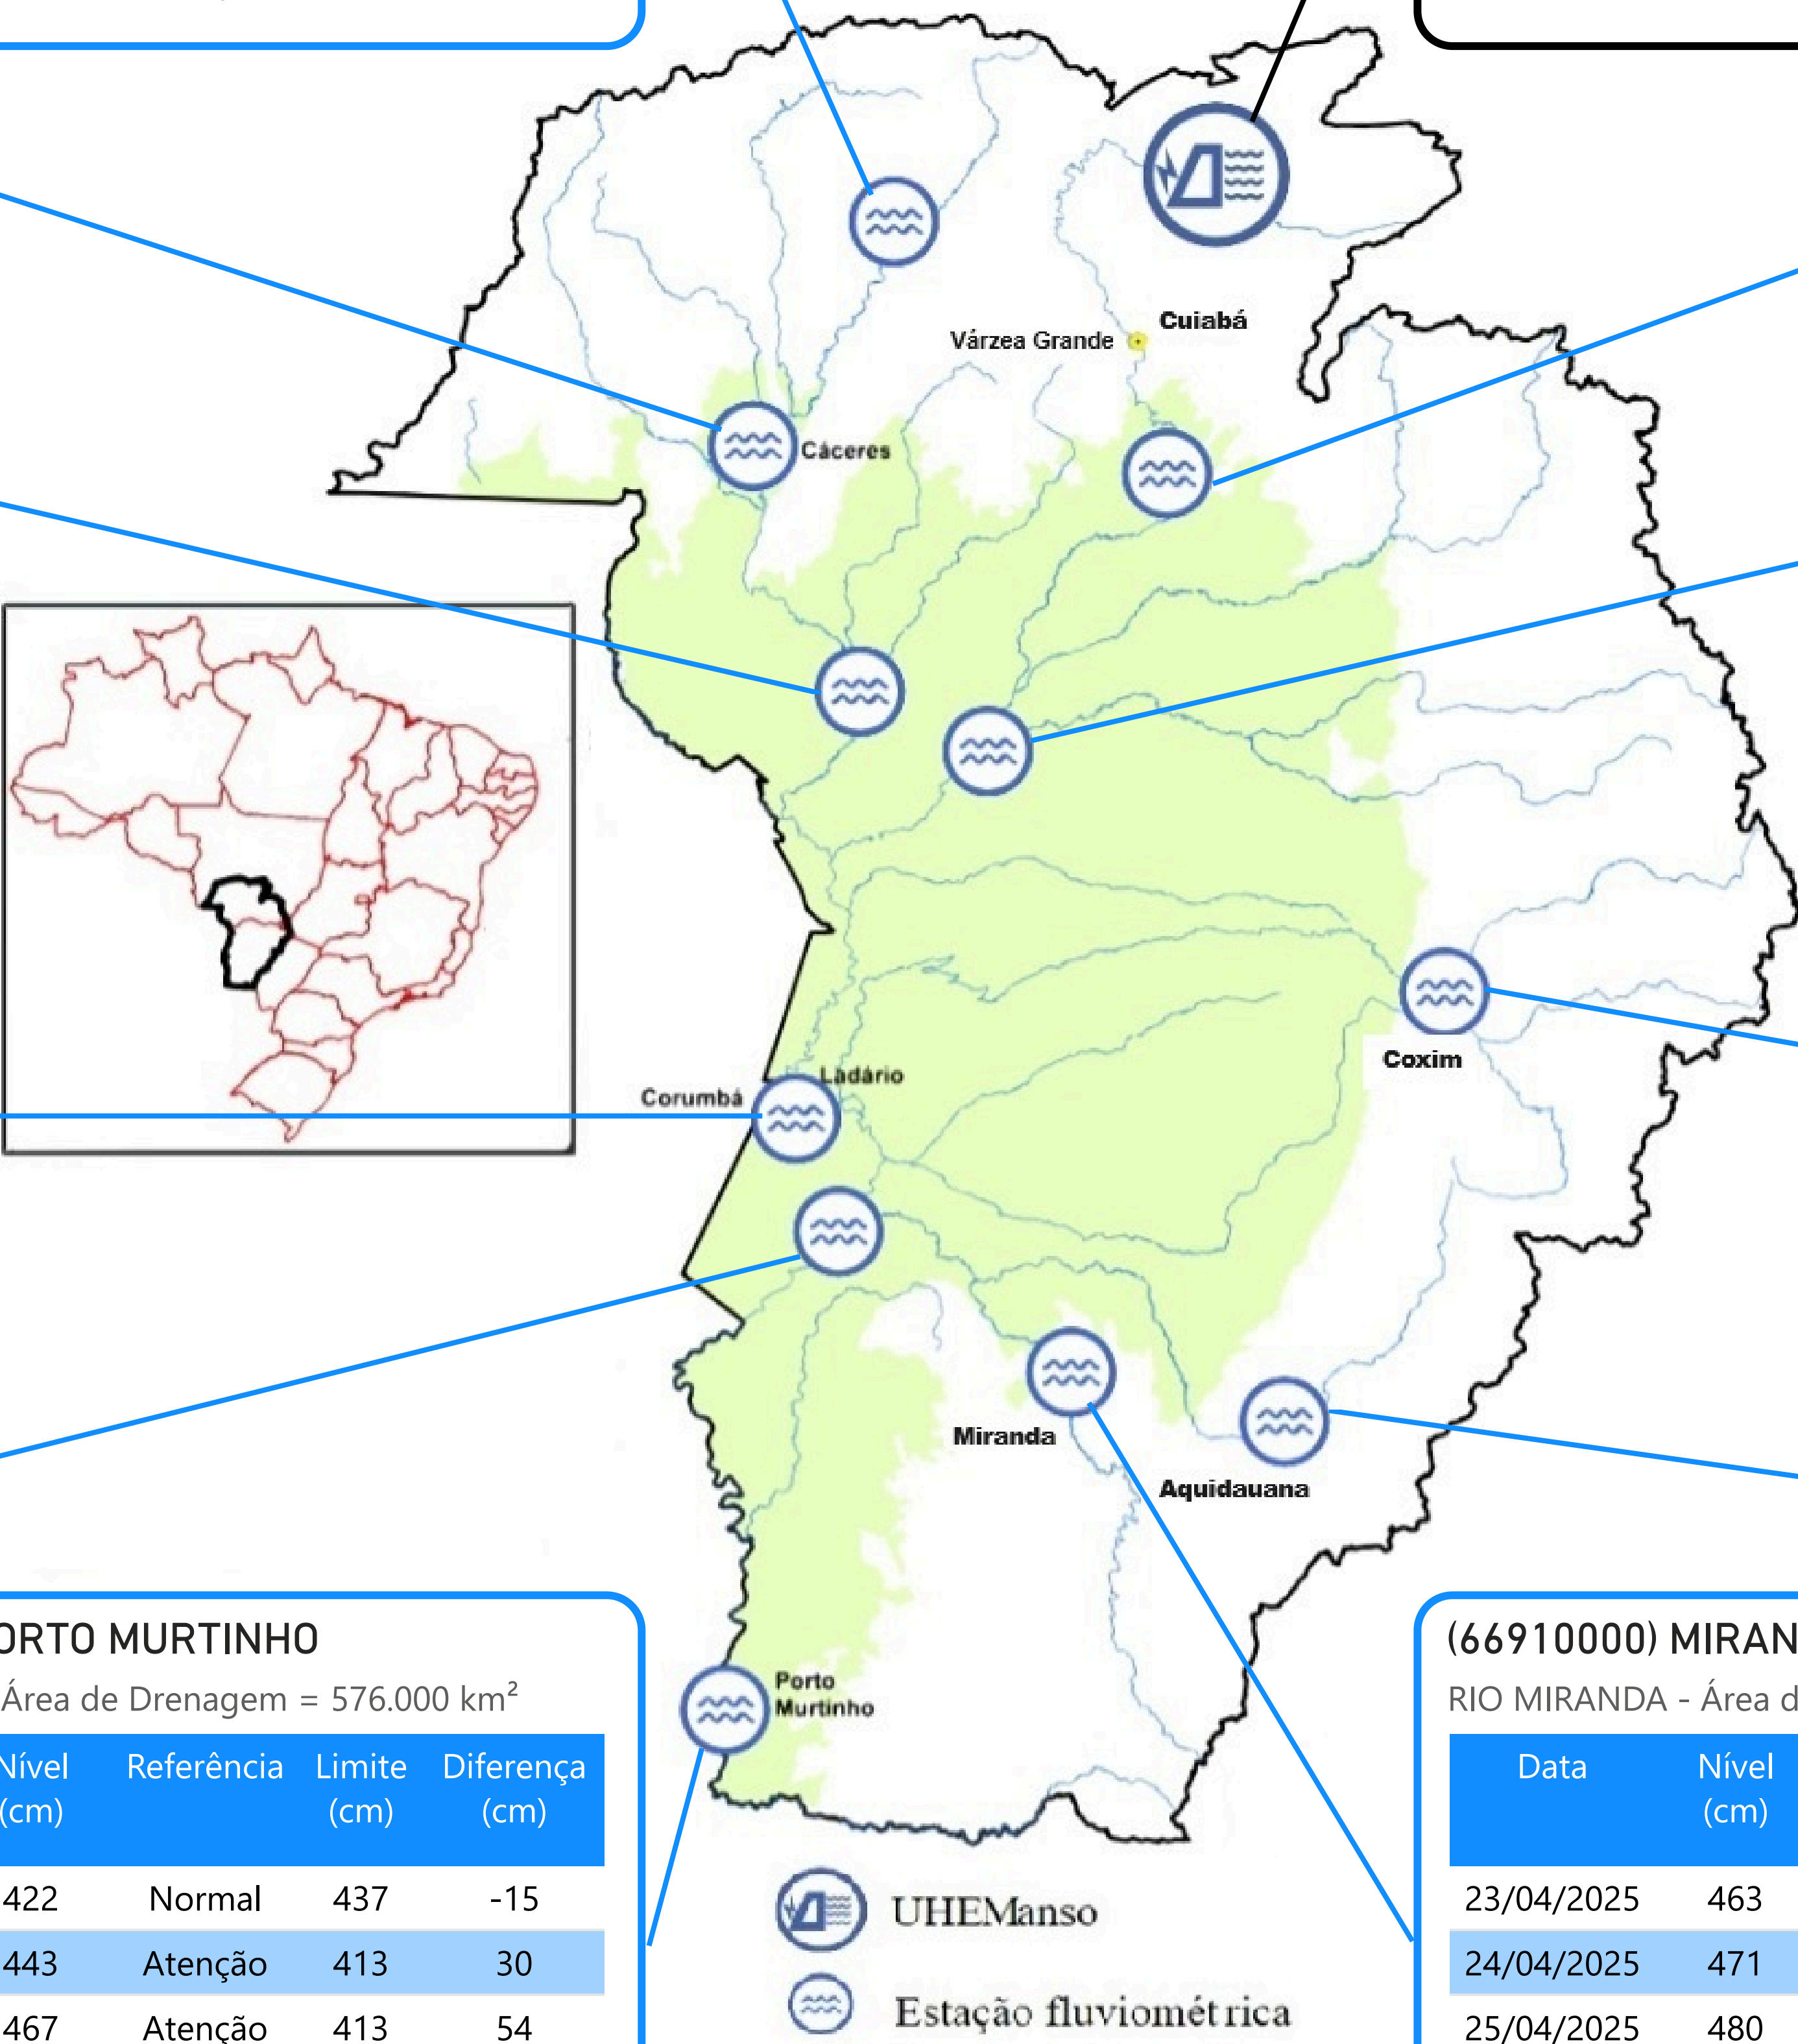 Cuiabá
Várzea Grande
Cáceres
Coxim
Ladário
Corumbá
Miranda
Aquidauana
Porto
Murtinho
ORTO MURTINHO
Área de Drenagem = 576.000 km²
Nível Referência Limite Diferença
(cm) (cm) (cm)
422 Normal 437 -15
443 Atenção 413 30
467 Atenção 413 54
UHEManso
Estação fluviométrica
(66910000) MIRAN
RIO MIRANDA - Área d
Data Nível
(cm)
23/04/2025 463
24/04/2025 471
25/04/2025 480